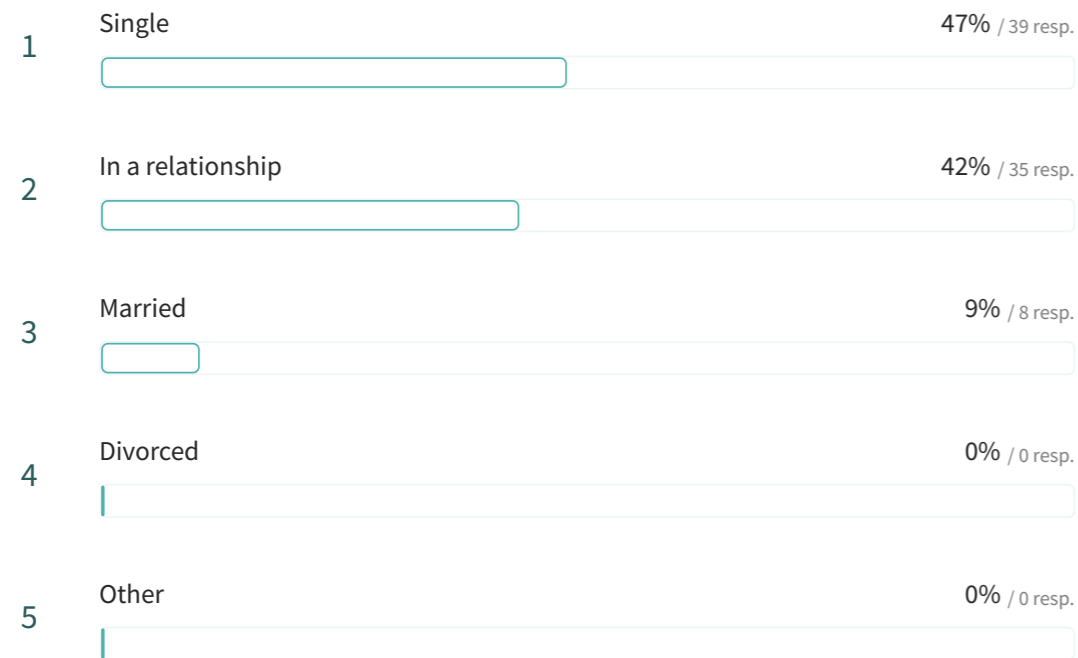 1 Single 47% / 39 resp.
2 In a relationship 42% / 35 resp.
3 Married 9% / 8 resp.
4 Divorced 0% / 0 resp.
5 Other 0% / 0 resp.